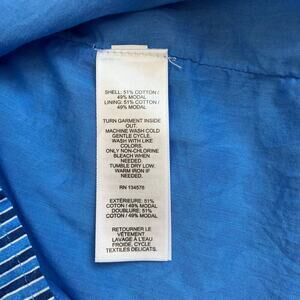 SHELL: 51% COTTON /
49% MODAL
LINING: 51% COTTON /
49% MODAL
TURN GARMENT INSIDE
OUT.
MACHINE WASH COLD
GENTLE CYCLE.
WASH WITH LIKE
COLORS.
ONLY NON-CHLORINE
BLEACH WHEN
NEEDED.
TUMBLE DRY LOW.
WARM IRON IF
NEEDED.
RN 134578
EXTÉRIEURE: 51%
COTON / 49% MODAL
DOUBLURE: 51%
COTON / 49% MODAL
RETOURNER LE
VÊTEMENT
LAVAGE À L'EAU
FROIDE, CYCLE
TEXTILES DELICATS.